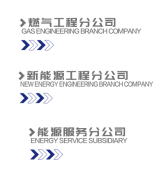 燃气工程分公司
GAS ENGINEERING BRANCH COMPANY
新能源工程分公司
NEW ENERGY ENGINEERING BRANCH COMPANY
能源服务分公司
ENERGY SERVICE SUBSIDIARY